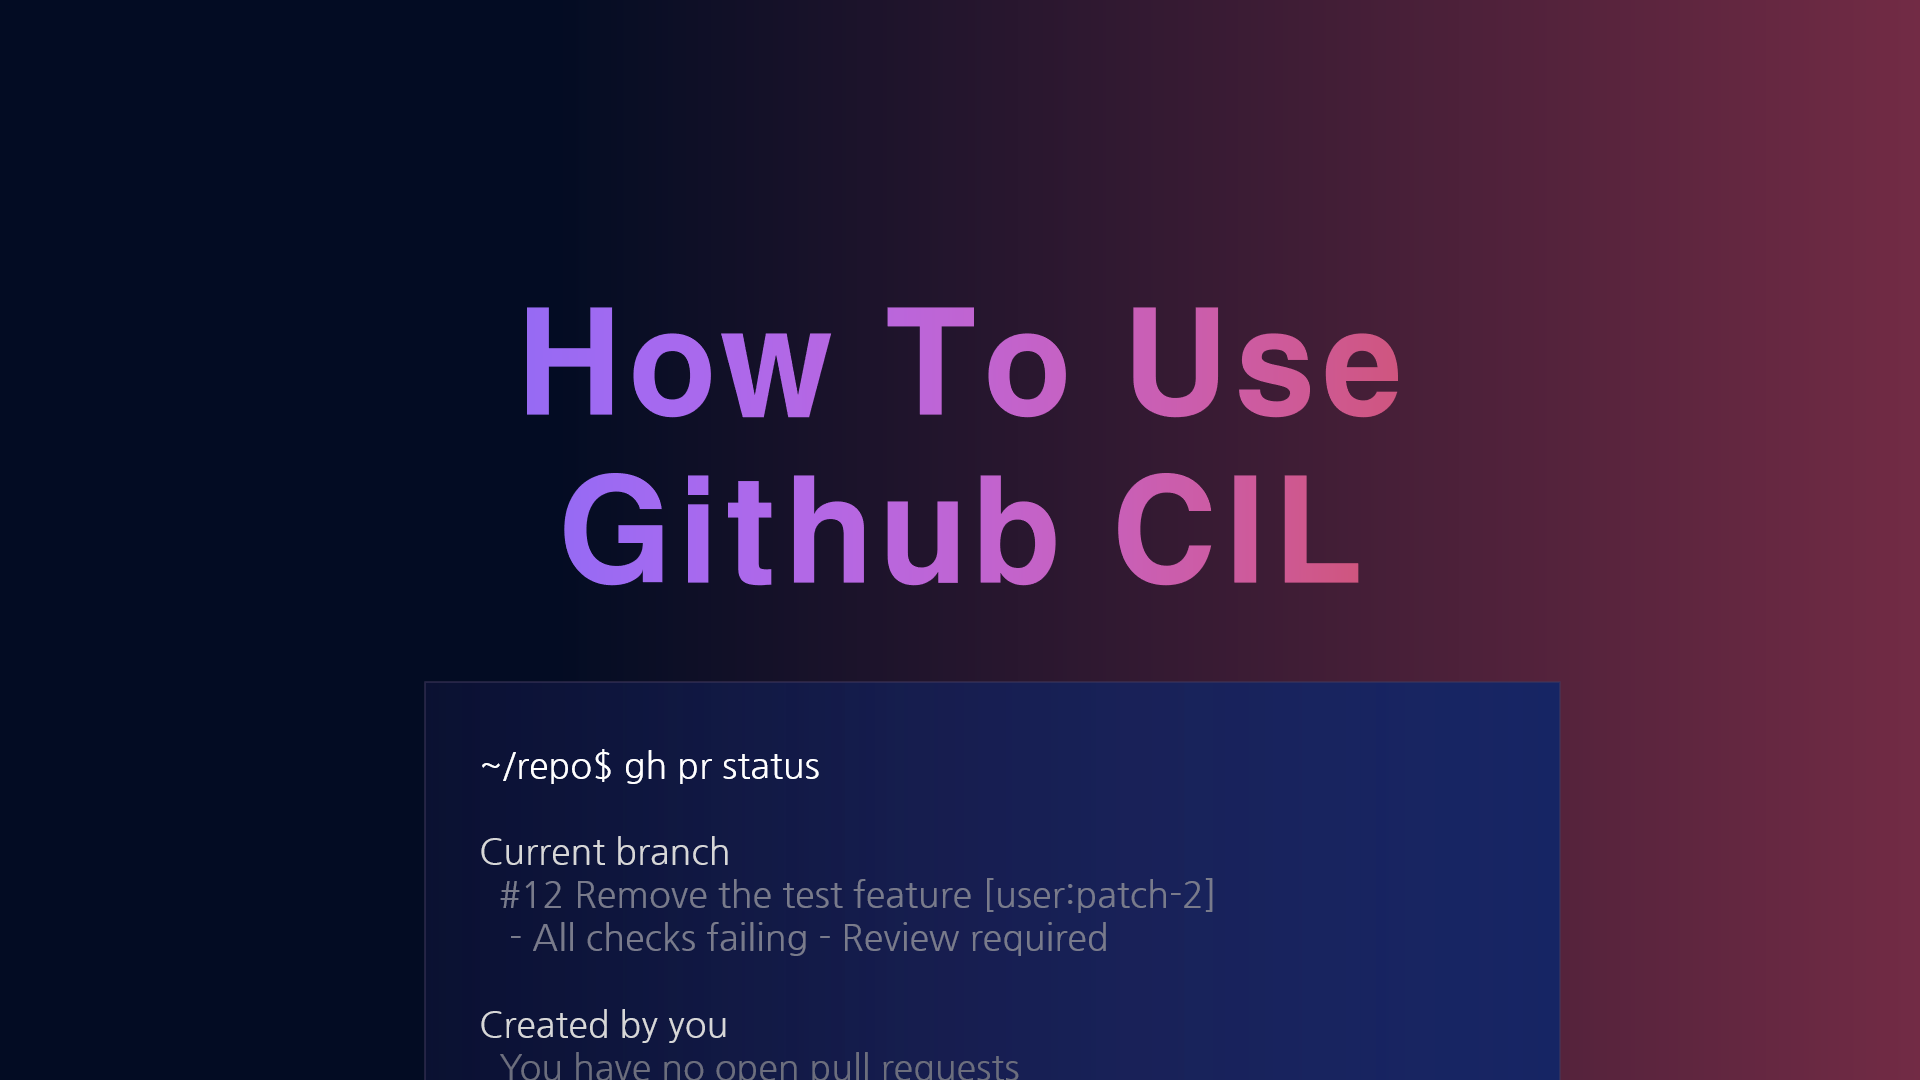 How To Use
Github CIL
~/repo$ gh pr status
Current branch
#12 Remove the test feature [user:patch-2]
- All checks failing - Review required
Created by you
You have no open pull requests